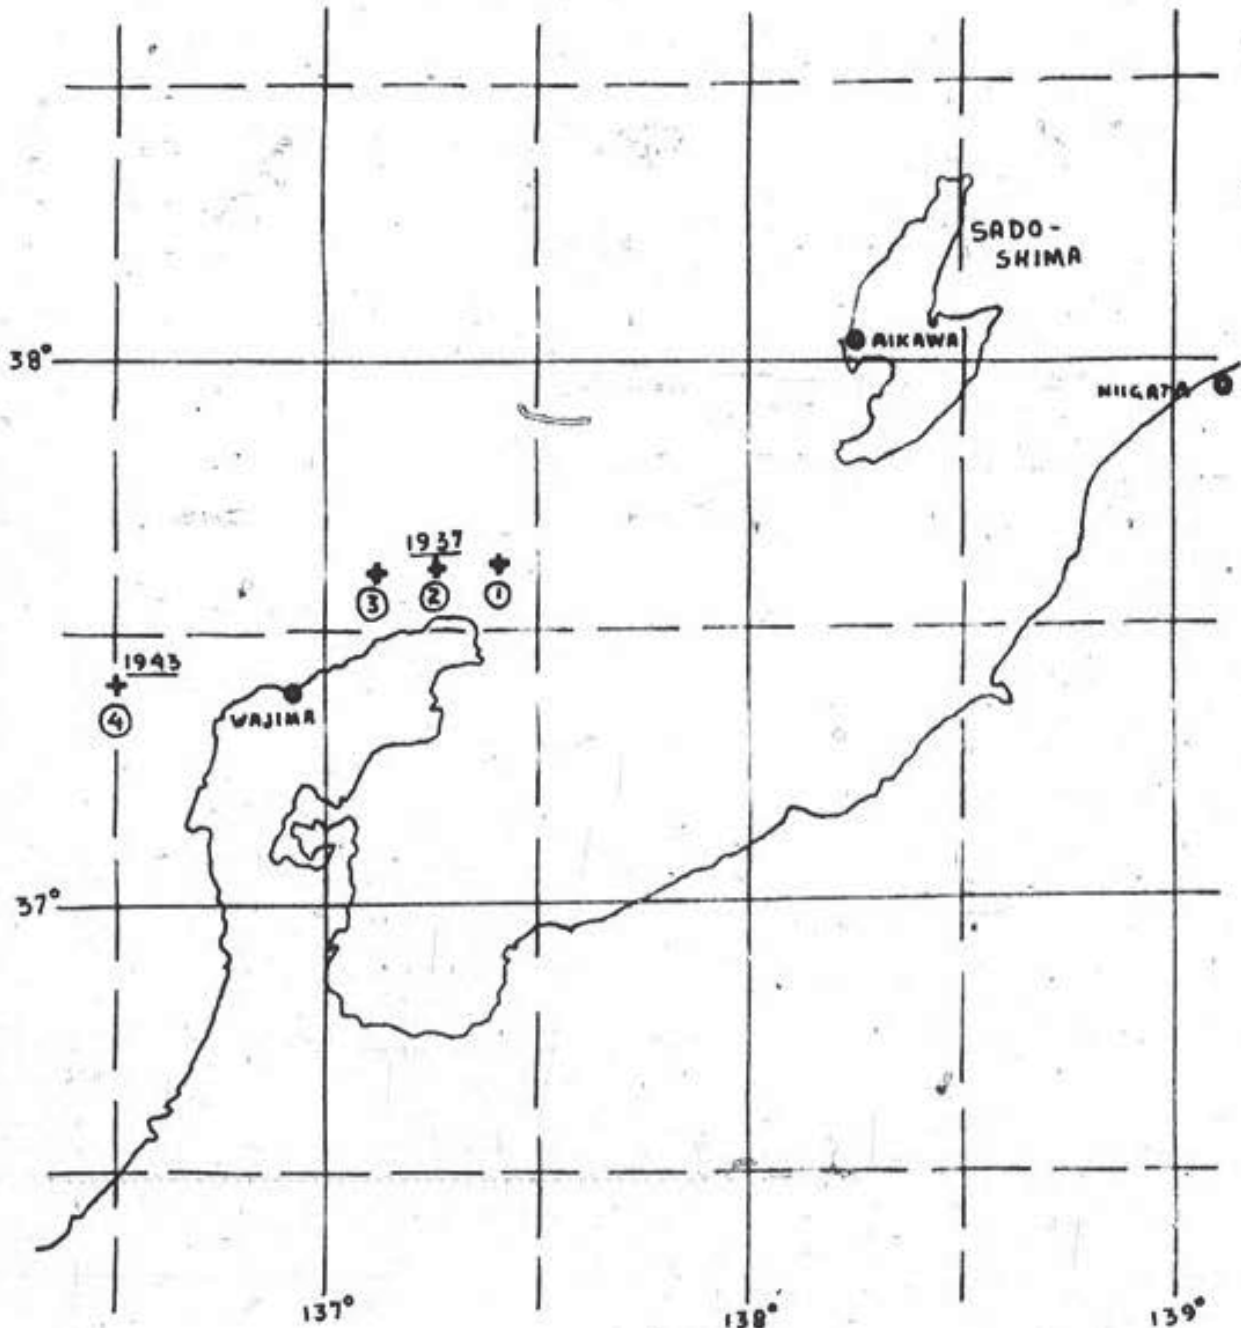 SADO-
SHIMA
38°
AIKAWA
NIIGATA
1937
③ ② ①
1943
④
WAJIMA
37°
137° 138° 139°